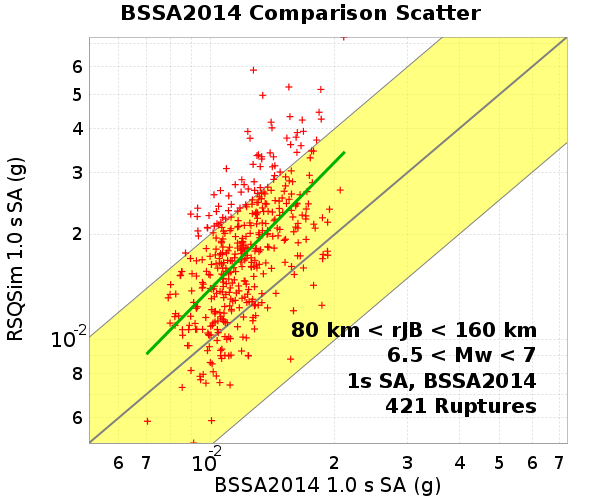 BSSA2014 Comparison Scatter
RSQSim 1.0 s SA (g)
6
5
4
3
2
10-2
8
6
80 km < rJB < 160 km
6.5 < Mw < 7
1s SA, BSSA2014
421 Ruptures
6 7 10-2 2 3 4 5 6 7
BSSA2014 1.0 s SA (g)